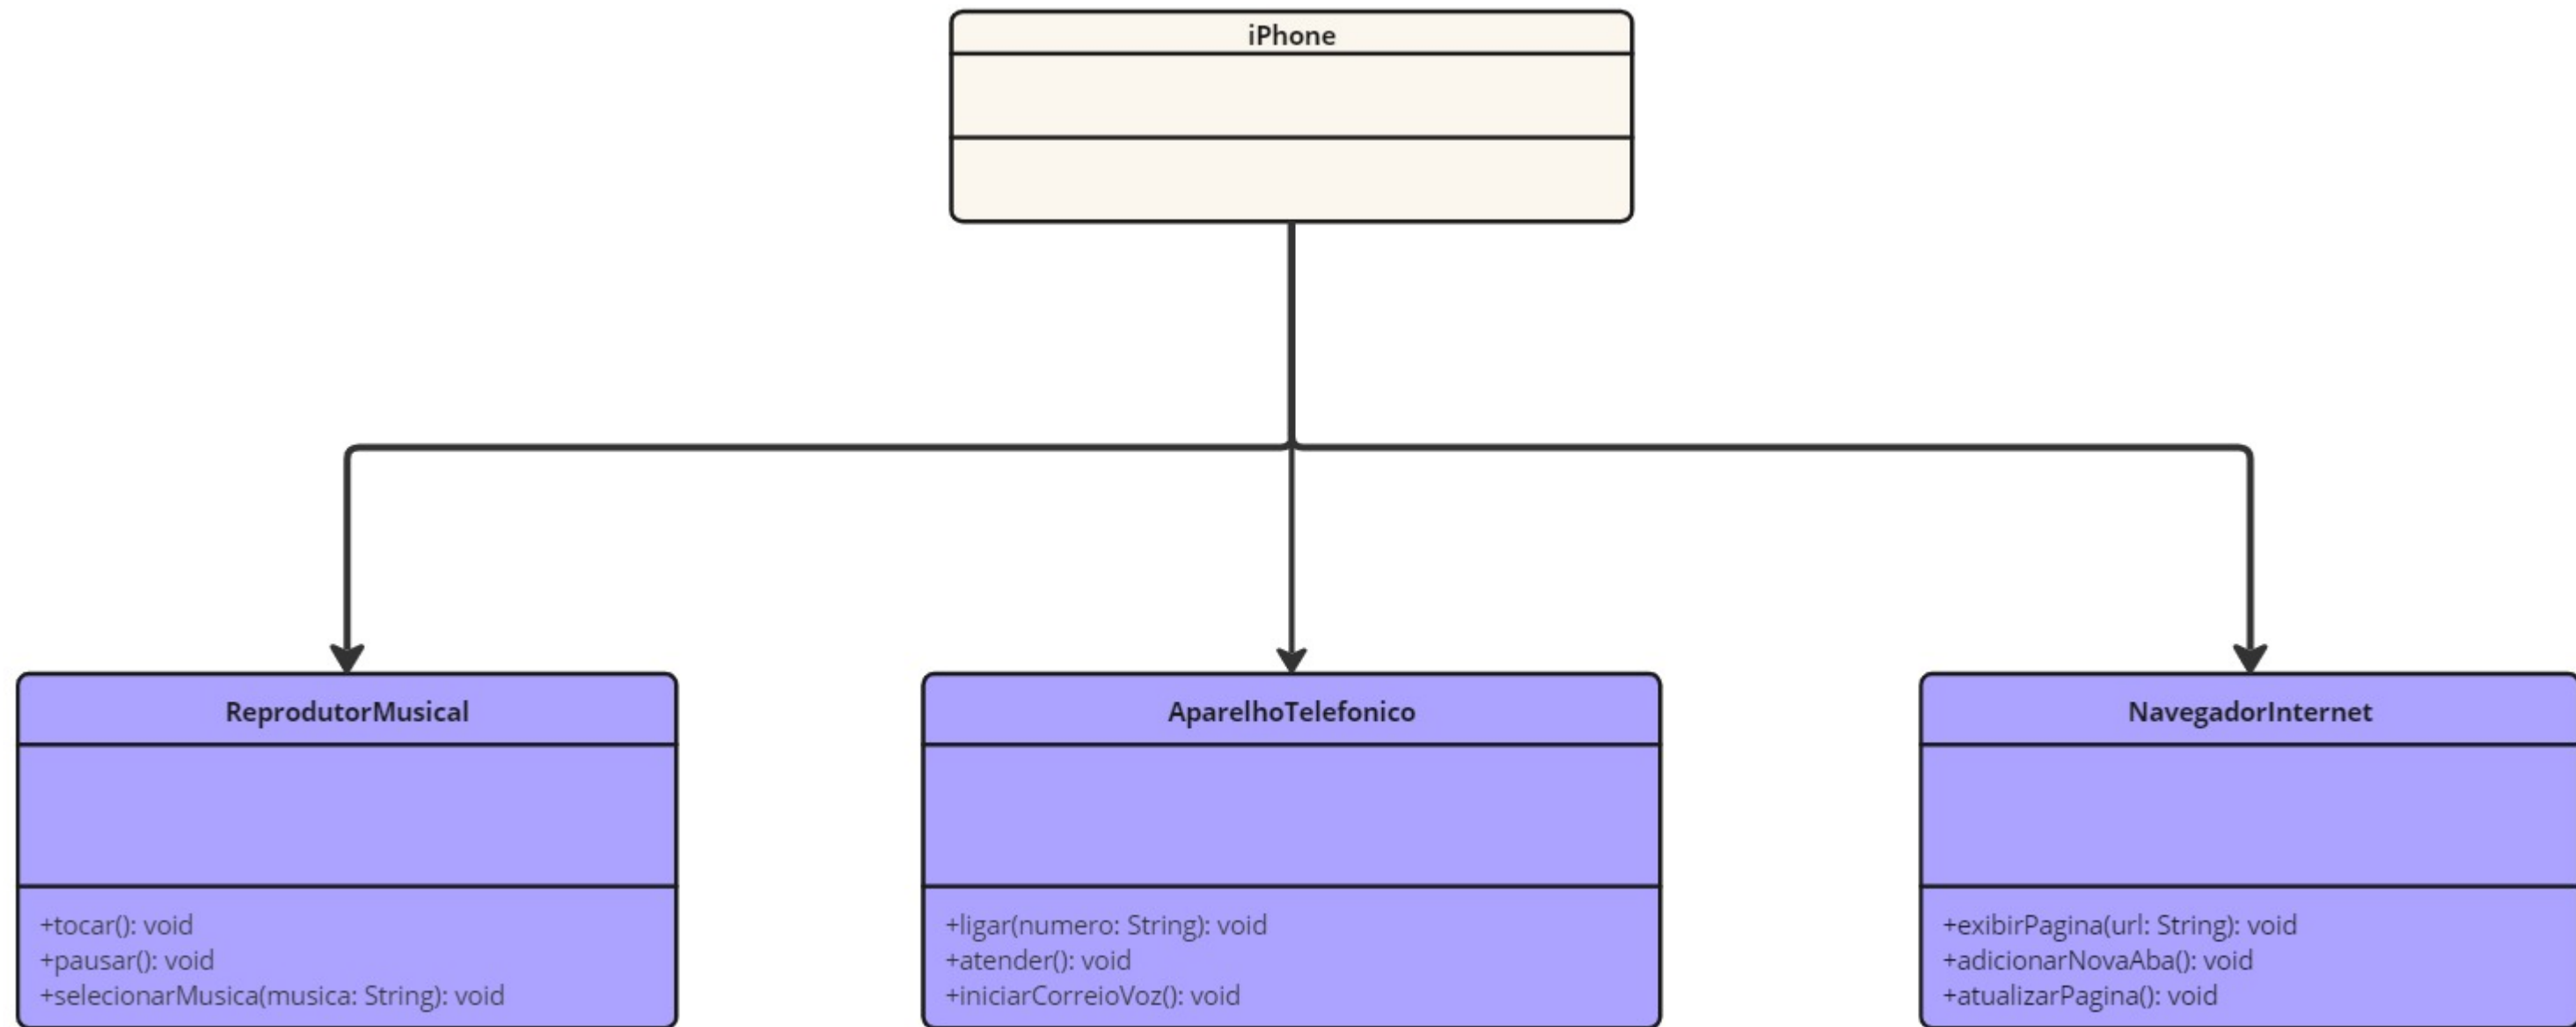 iPhone
ReprodutorMusical
+tocar(): void
+pausar(): void
+selecionarMusica(musica: String): void
AparelhoTelefonico
+ligar(numero: String): void
+atender(): void
+iniciarCorreioVoz(): void
NavegadorInternet
+exibirPagina(url: String): void
+adicionarNovaAba(): void
+atualizarPagina(): void